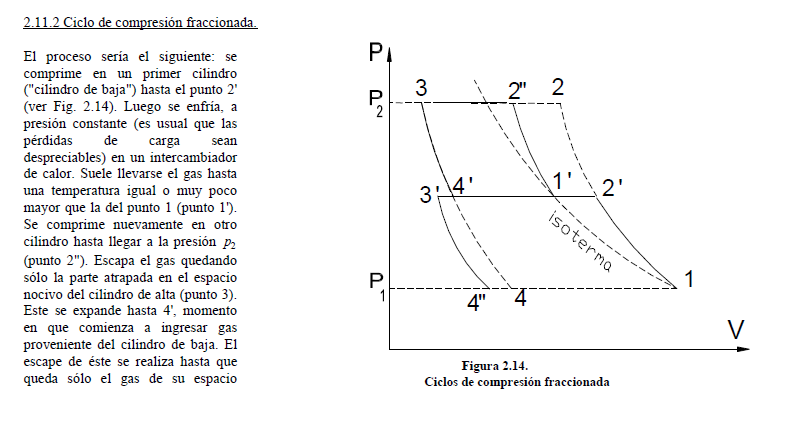 2.11.2 Ciclo de compresión fraccionada.
El proceso sería el siguiente: se
comprime en un primer cilindro
("cilindro de baja") hasta el punto 2'
(ver Fig. 2.14). Luego se enfría, a
presión constante (es usual que las
pérdidas de carga sean
despreciables) en un intercambiador
de calor. Suele llevarse el gas hasta
una temperatura igual o muy poco
mayor que la del punto 1 (punto 1').
Se comprime nuevamente en otro
cilindro hasta llegar a la presión p2
(punto 2"). Escapa el gas quedando
sólo la parte atrapada en el espacio
nocivo del cilindro de alta (punto 3).
Este se expande hasta 4', momento
en que comienza a ingresar gas
proveniente del cilindro de baja. El
escape de éste se realiza hasta que
queda sólo el gas de su espacio
P
3 2" 2
P2
3' 4' 1' 2'
isoterma
P1
4" 4 1
V
Figura 2.14.
Ciclos de compresión fraccionada